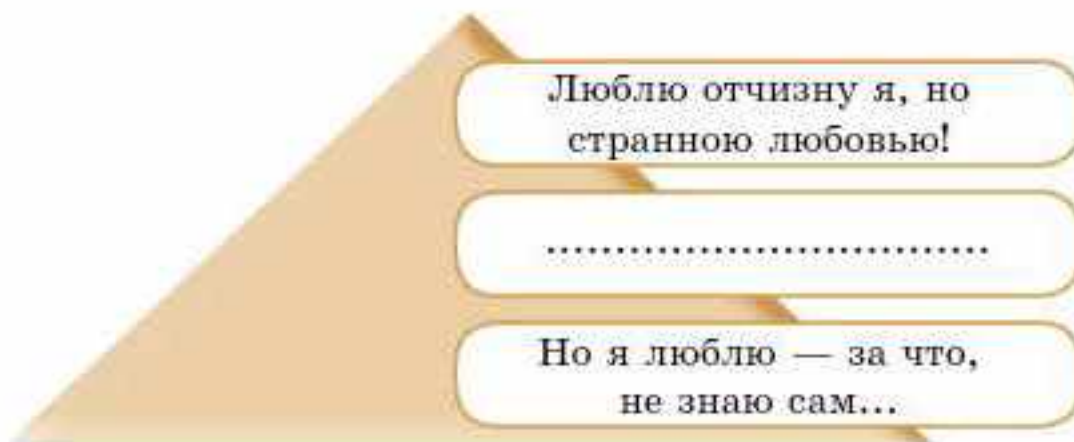 Люблю отчизну я, но
странною любовью!
................................
Но я люблю — за что,
не знаю сам...